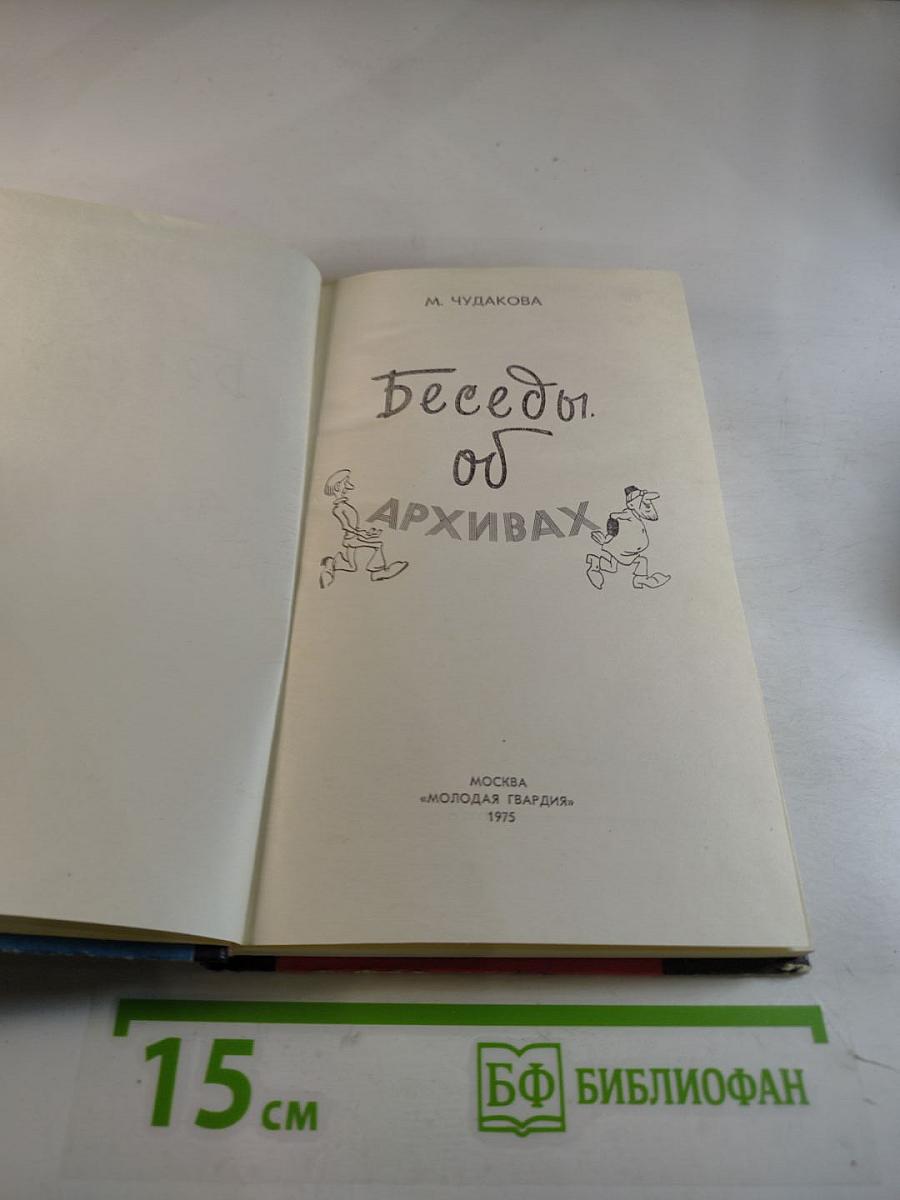 М. ЧУДАКОВА
Беседы
об
АРХИВАХ
МОСКВА
«МОЛОДАЯ ГВАРДИЯ»
1975
15 см
БФ БИБЛИОФАН